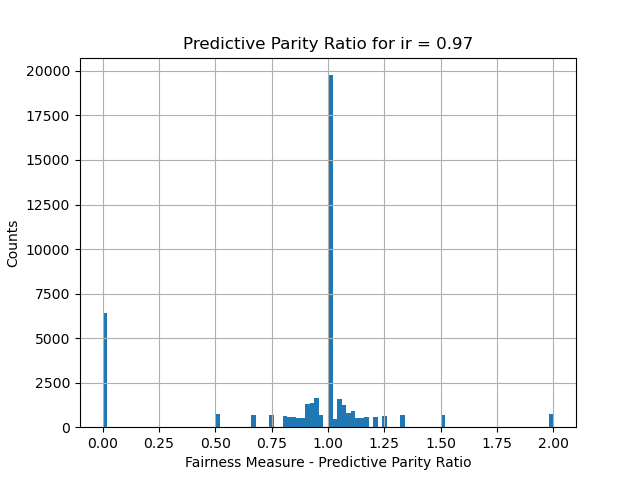 Predictive Parity Ratio for ir = 0.97
20000
17500
15000
12500
10000
7500
5000
2500
0
Counts
0.00 0.25 0.50 0.75 1.00 1.25 1.50 1.75 2.00
Fairness Measure - Predictive Parity Ratio